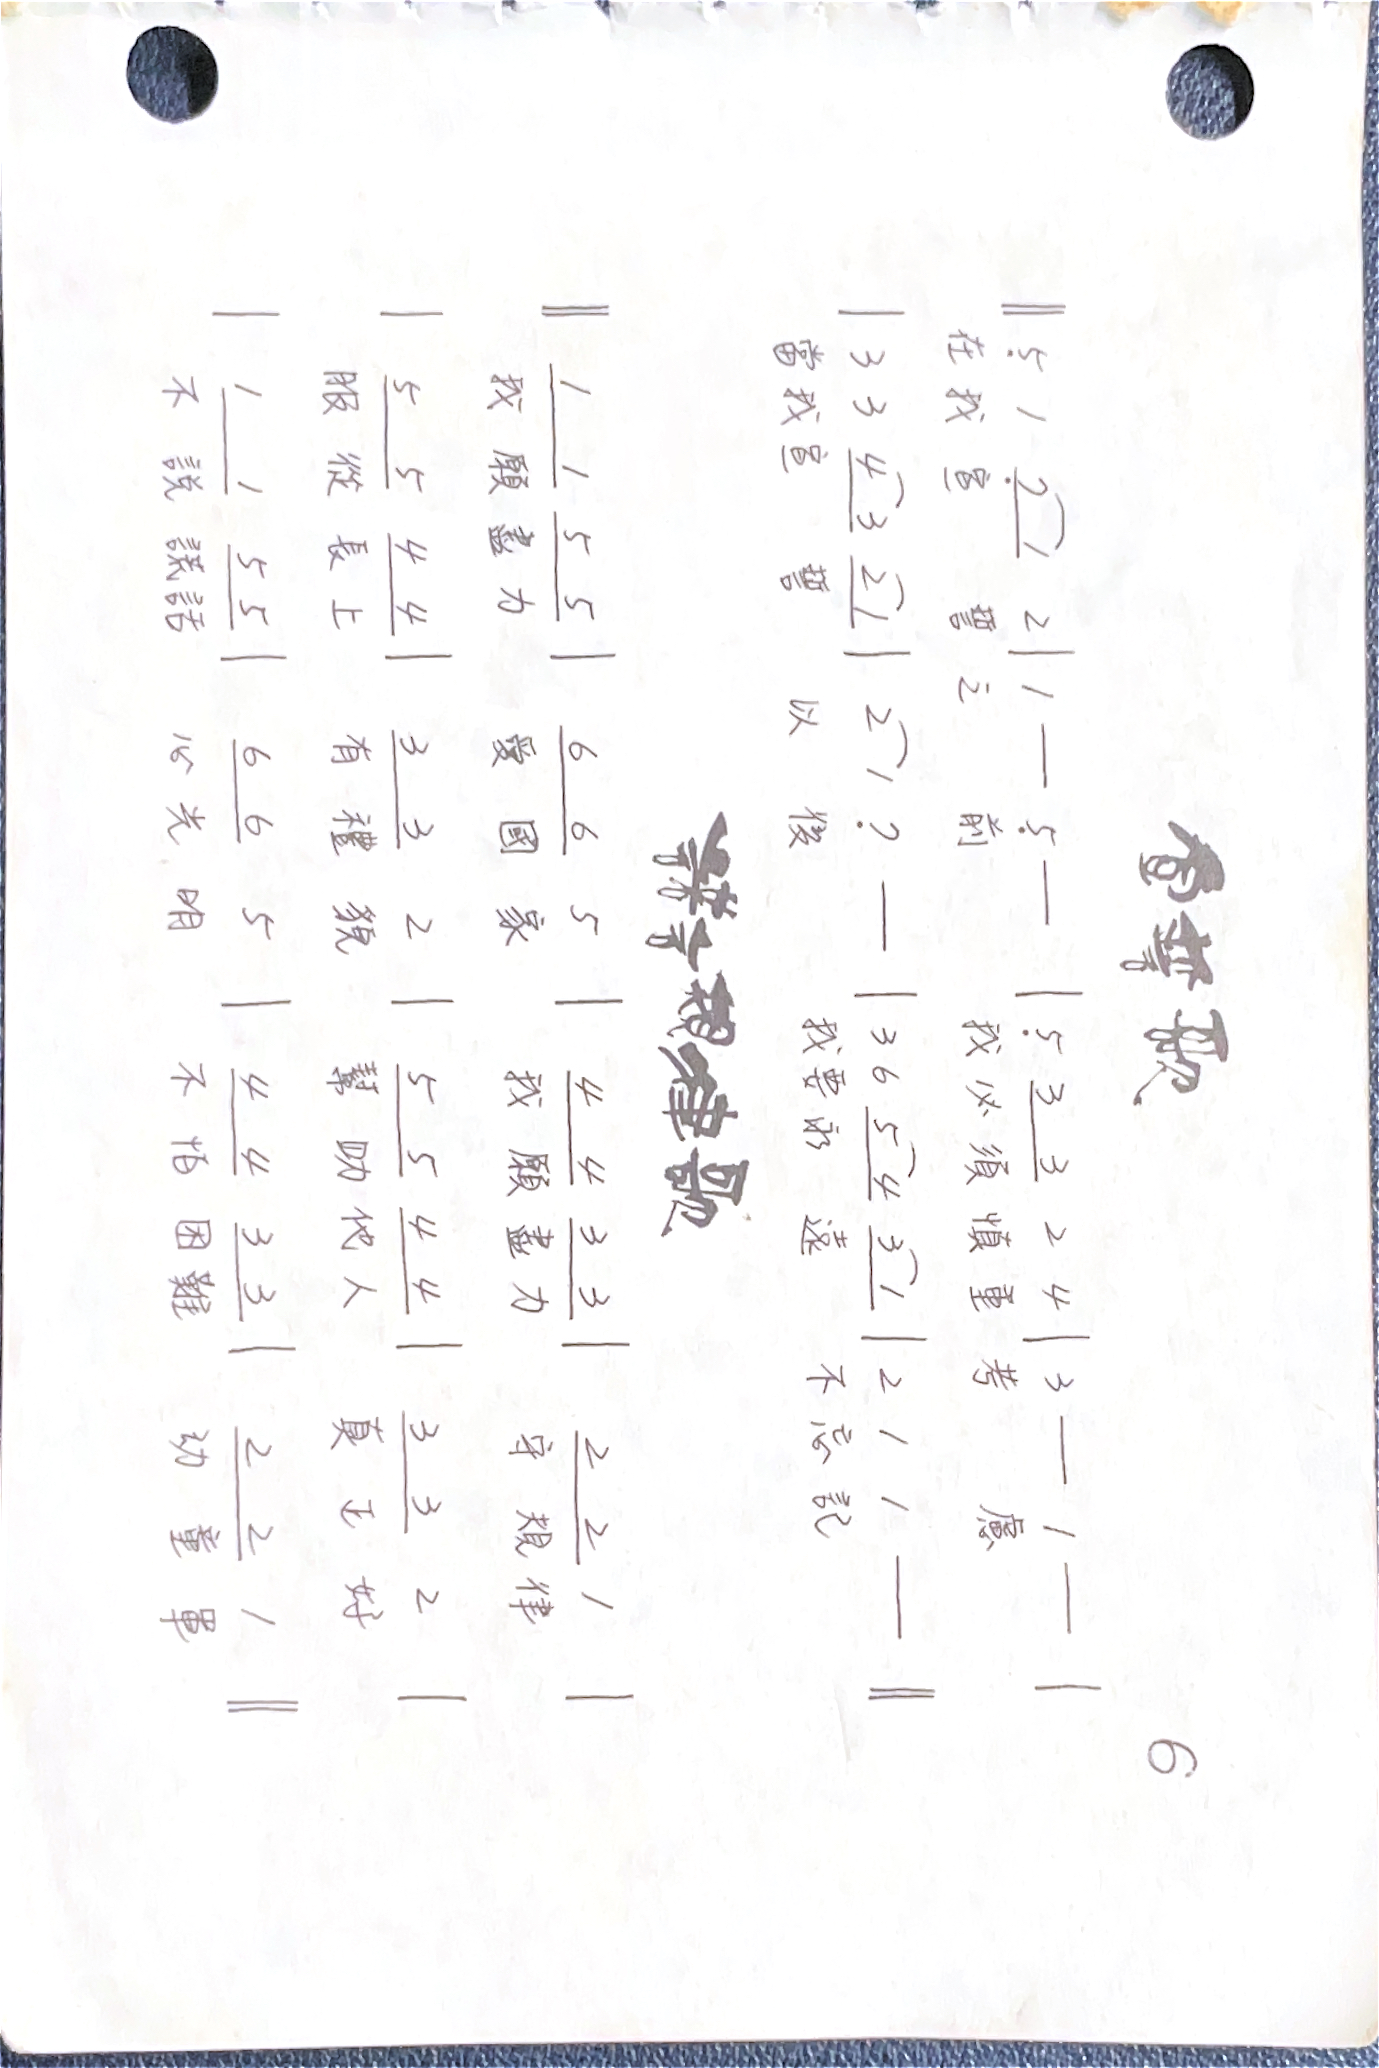 宣誓歌
6
‖ 5̣ 1 7̣ 1 2 | 1 — 5̣ — | 5̣ 3 3 2 4 | 3 — 1 — |
在我宣 誓之 前 我必須慎重考 慮
| 3 3 4 3 2 1 | 2 1 7̣ — | 3 6 5 4 3 1 | 2 1 1 — ‖
當我宣 誓 以 後 我要永 遠 不忘記
規律歌
‖ 1 1 5 5 | 6 6 5 | 4 4 3 3 | 2 2 1 |
我願盡力 愛國家 我願盡力 守規律
| 5 5 4 4 | 3 3 2 | 5 5 4 4 | 3 3 2 |
服從長上 有禮貌 幫助他人 真正好
| 1 1 5 5 | 6 6 5 | 4 4 3 3 | 2 2 1 ‖
不說謊話 心光明 不怕困難 幼童軍